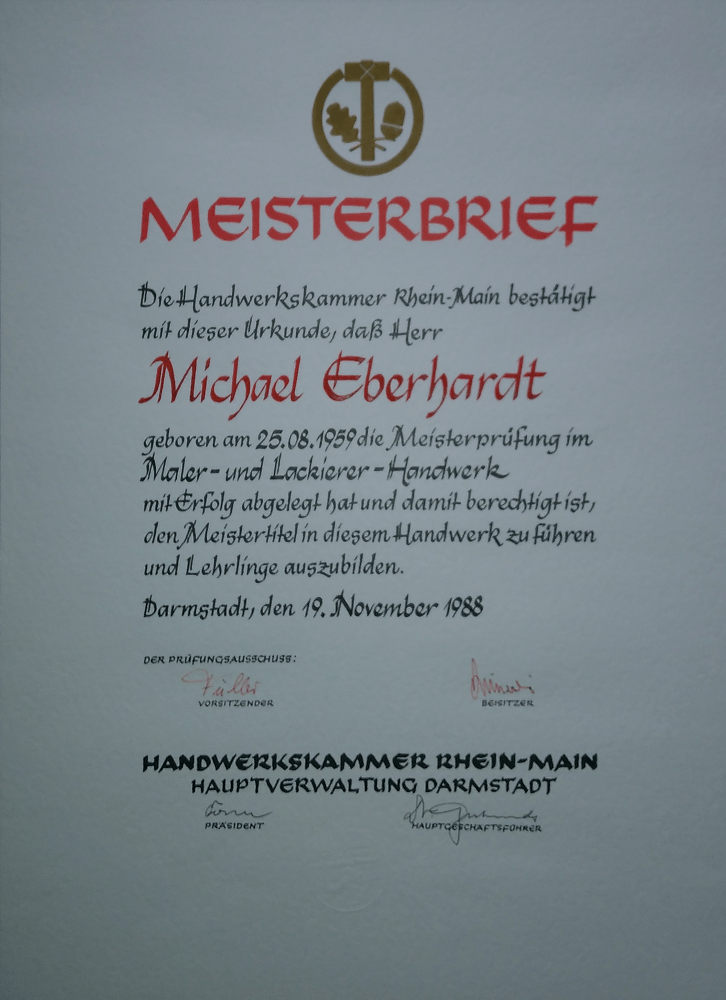 MEISTERBRIEF
Die Handwerkskammer Rhein-Main bestätigt
mit dieser Urkunde, daß Herr
Michael Eberhardt
geboren am 25.08.1959 die Meisterprüfung im
Maler- und Lackierer-Handwerk
mit Erfolg abgelegt hat und damit berechtigt ist,
den Meistertitel in diesem Handwerk zu führen
und Lehrlinge auszubilden.
Darmstadt, den 19. November 1988
DER PRÜFUNGSAUSSCHUSS:
VORSITZENDER BEISITZER
HANDWERKSKAMMER RHEIN-MAIN
HAUPTVERWALTUNG DARMSTADT
PRÄSIDENT HAUPTGESCHÄFTSFÜHRER